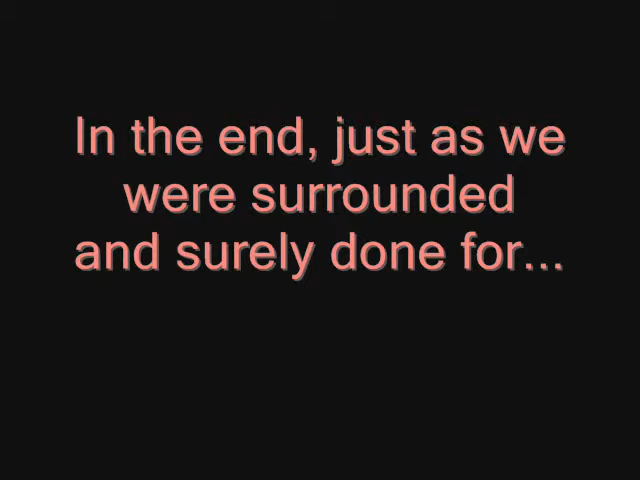 In the end, just as we
were surrounded
and surely done for...